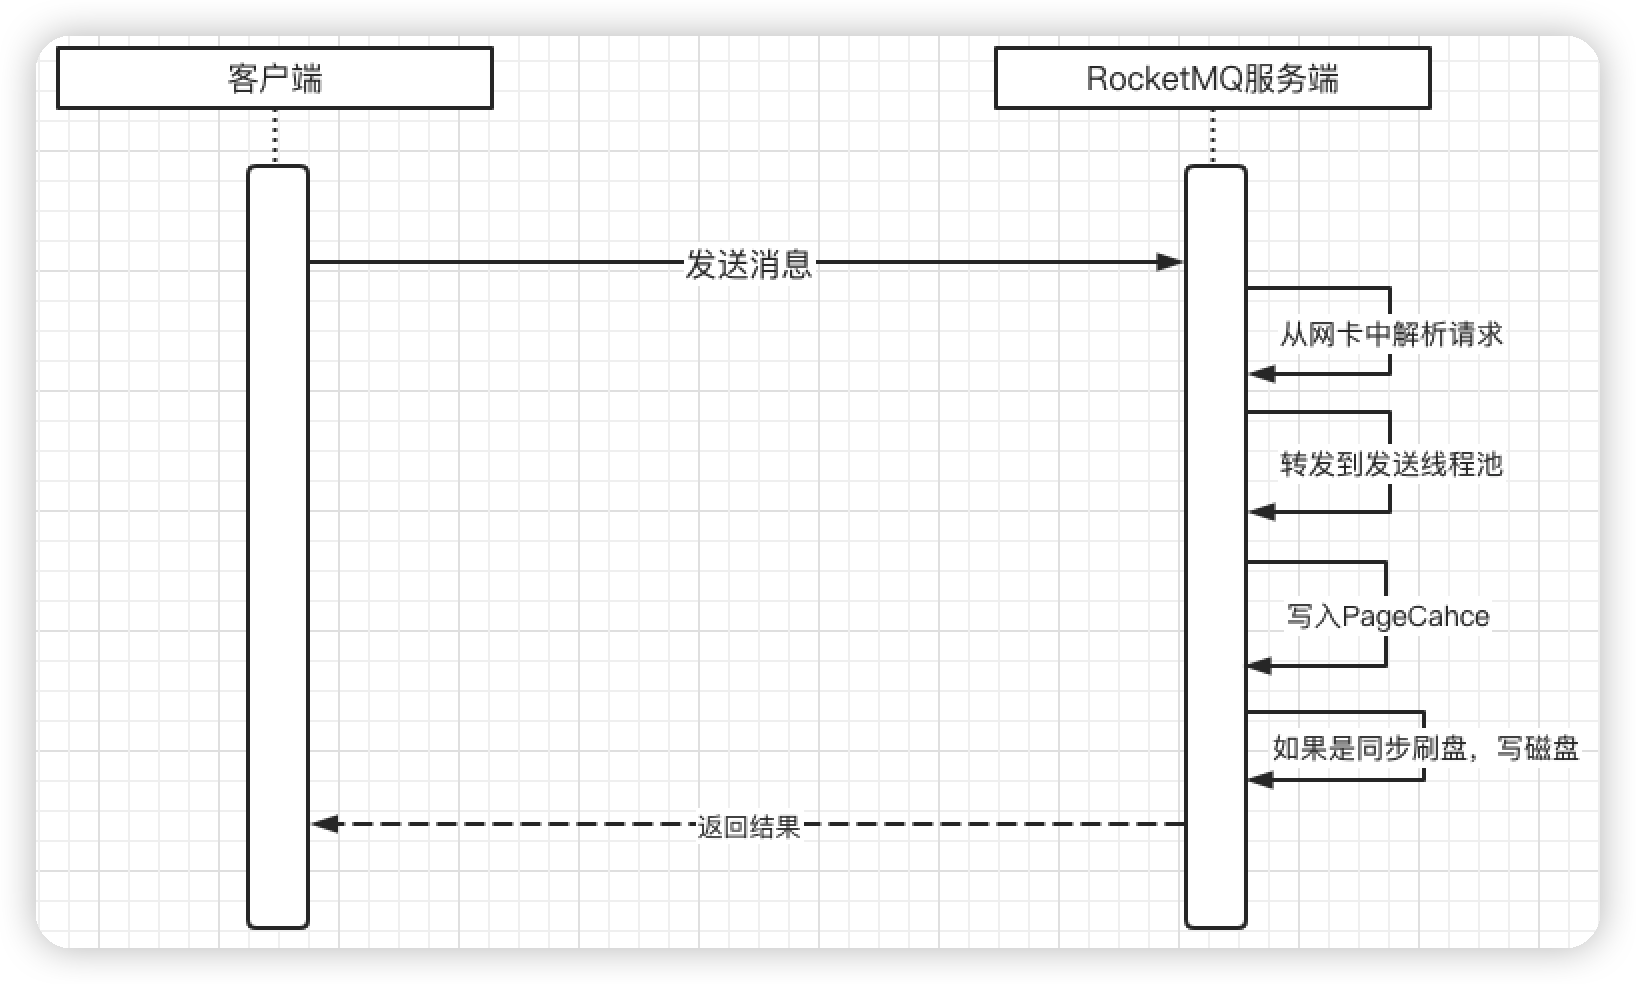 客户端
RocketMQ服务端
发送消息
从网卡中解析请求
转发到发送线程池
写入PageCahce
如果是同步刷盘，写磁盘
返回结果